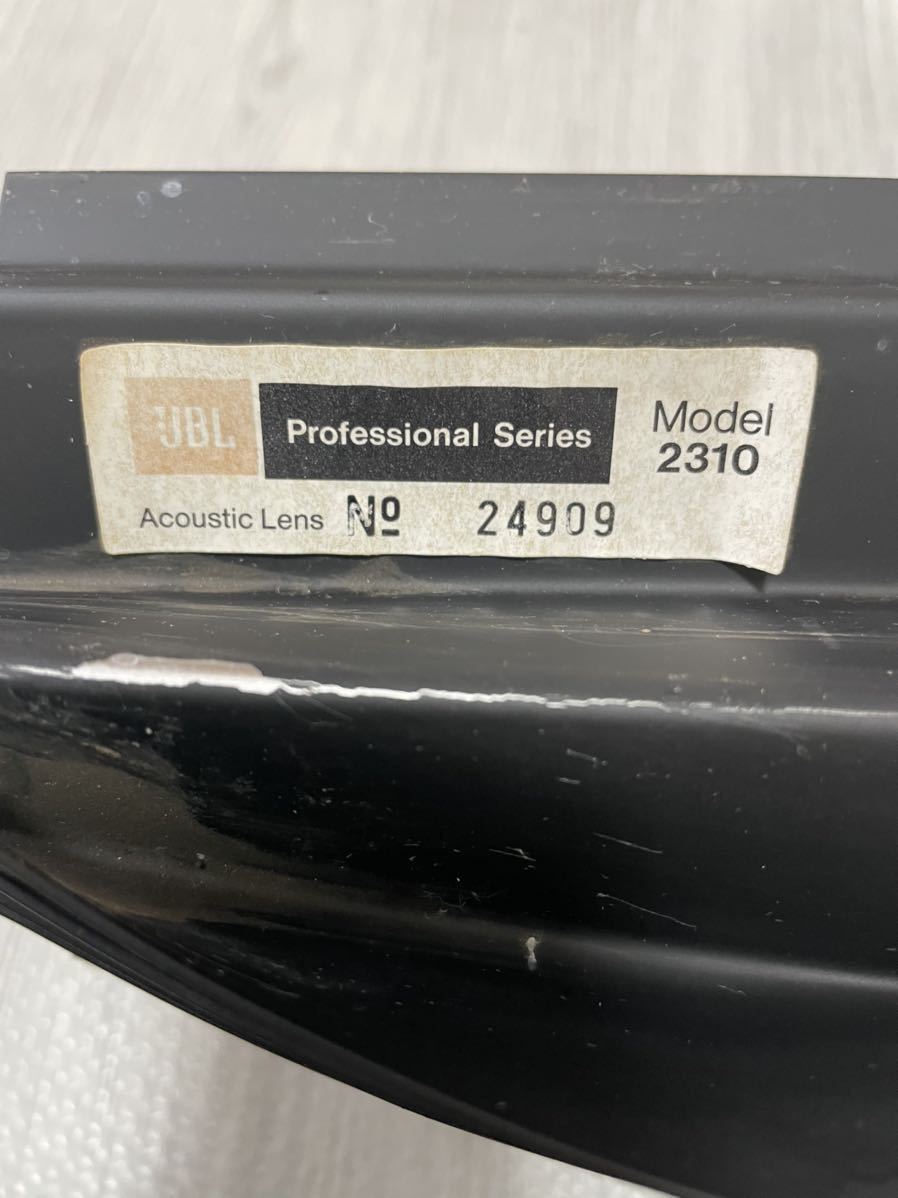 JBL Professional Series Model
2310
Acoustic Lens Nº 24909